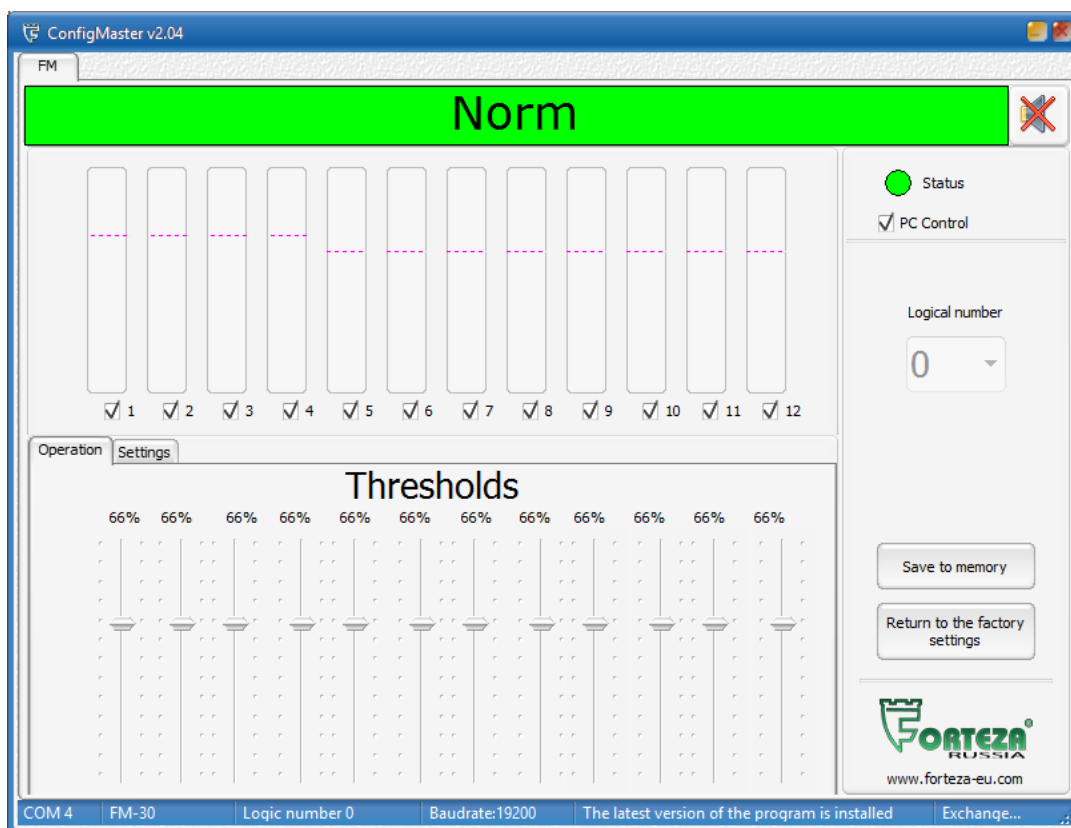 ConfigMaster v2.04
FM
Norm
Status
PC Control
Logical number
0
1 2 3 4 5 6 7 8 9 10 11 12
Operation Settings
Thresholds
66% 66% 66% 66% 66% 66% 66% 66% 66% 66% 66% 66%
Save to memory
Return to the factory
settings
FORTEZA®
RUSSIA
www.forteza-eu.com
COM 4 FM-30 Logic number 0 Baudrate:19200 The latest version of the program is installed Exchange...